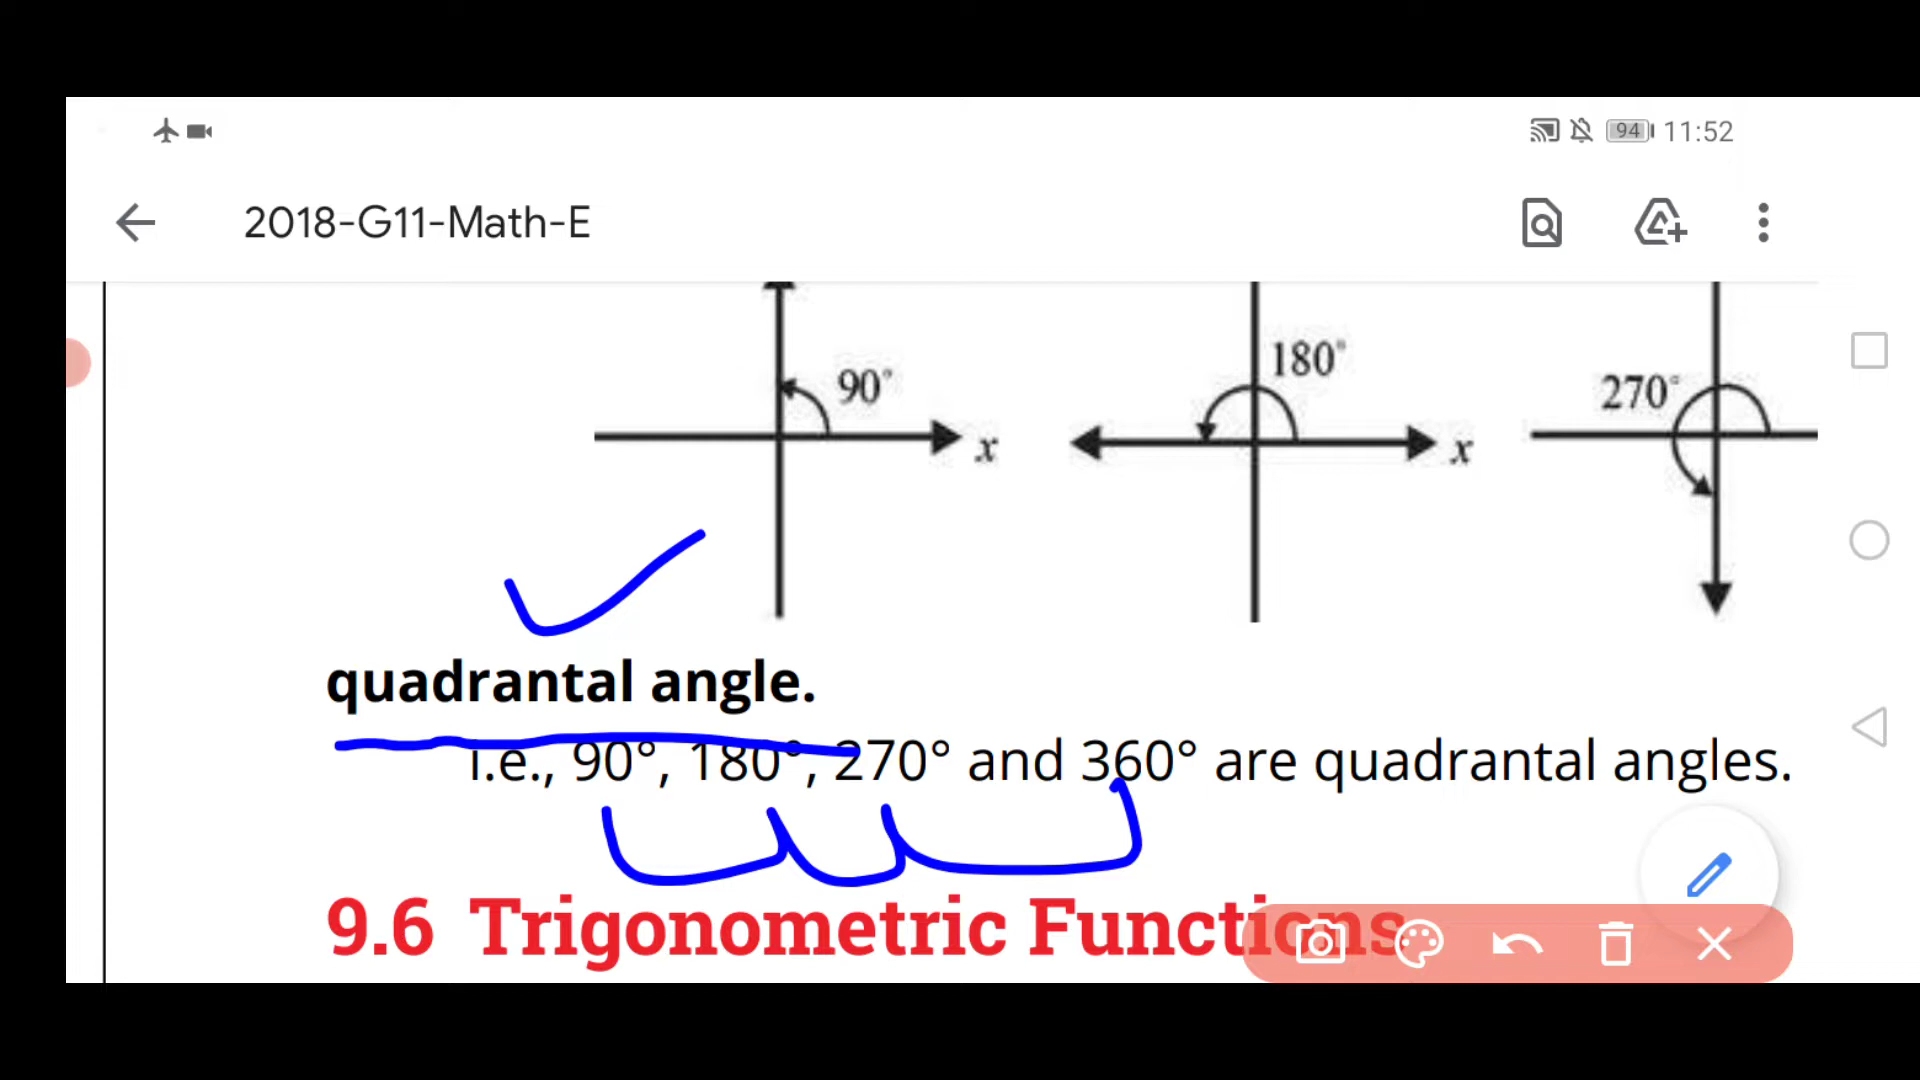 94 11:52
2018-G11-Math-E
90° x
180° x
270°
quadrantal angle.
i.e., 90°, 180°, 270° and 360° are quadrantal angles.
9.6 Trigonometric Functions